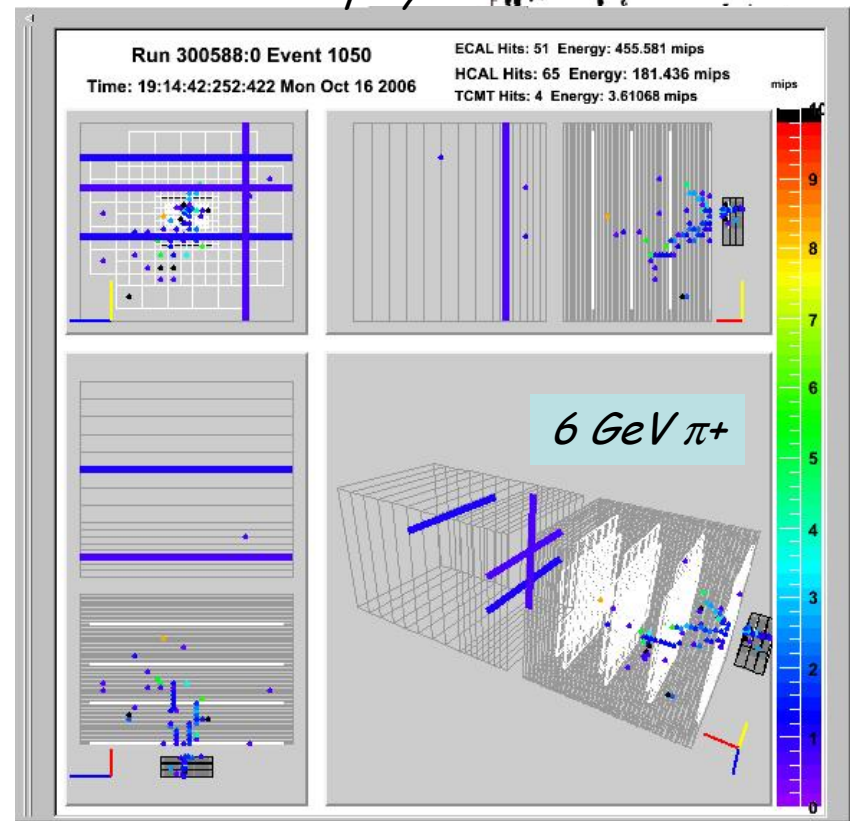 Run 300588:0 Event 1050
Time: 19:14:42:252:422 Mon Oct 16 2006
ECAL Hits: 51 Energy: 455.581 mips
HCAL Hits: 65 Energy: 181.436 mips
TCMT Hits: 4 Energy: 3.61068 mips
mips
9
8
7
6
5
4
3
2
1
0
6 GeV π+